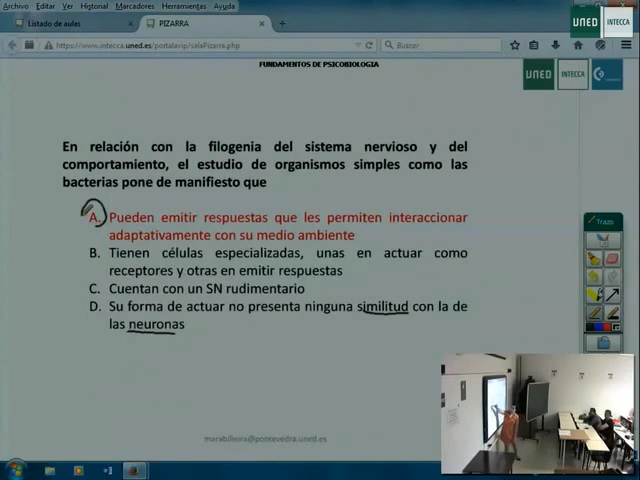 Archivo Editar Ver Historial Marcadores Herramientas Ayuda
Listado de aulas
PIZARRA
https://www.intecca.uned.es/portalavip/salaPizarra.php
Buscar
UNED
INTECCA
FUNDAMENTOS DE PSICOBIOLOGIA
UNED
INTECCA
En relación con la filogenia del sistema nervioso y del
comportamiento, el estudio de organismos simples como las
bacterias pone de manifiesto que
A. Pueden emitir respuestas que les permiten interaccionar
adaptativamente con su medio ambiente
B. Tienen células especializadas, unas en actuar como
receptores y otras en emitir respuestas
C. Cuentan con un SN rudimentario
D. Su forma de actuar no presenta ninguna similitud con la de
las neuronas
Trazo